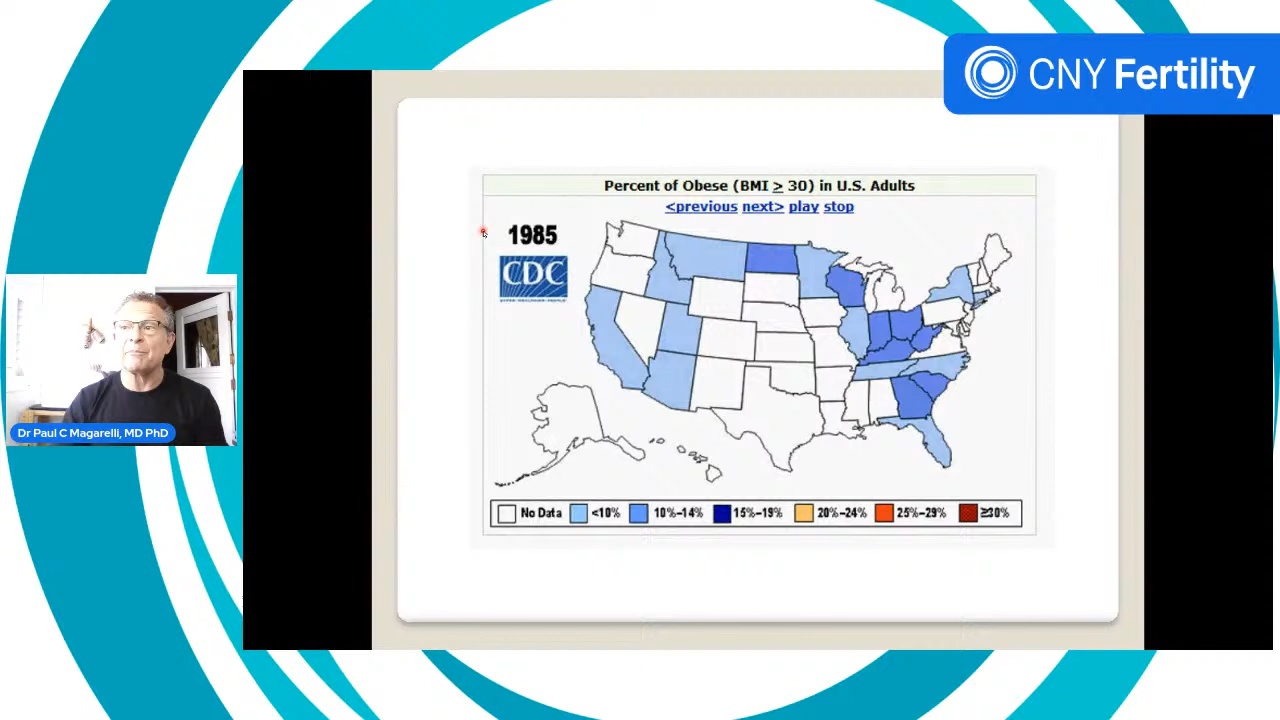 CNY Fertility
Percent of Obese (BMI ≥ 30) in U.S. Adults
<previous next> play stop
1985
CDC
Dr Paul C Magarelli, MD PhD
No Data <10% 10%–14% 15%–19% 20%–24% 25%–29% ≥30%